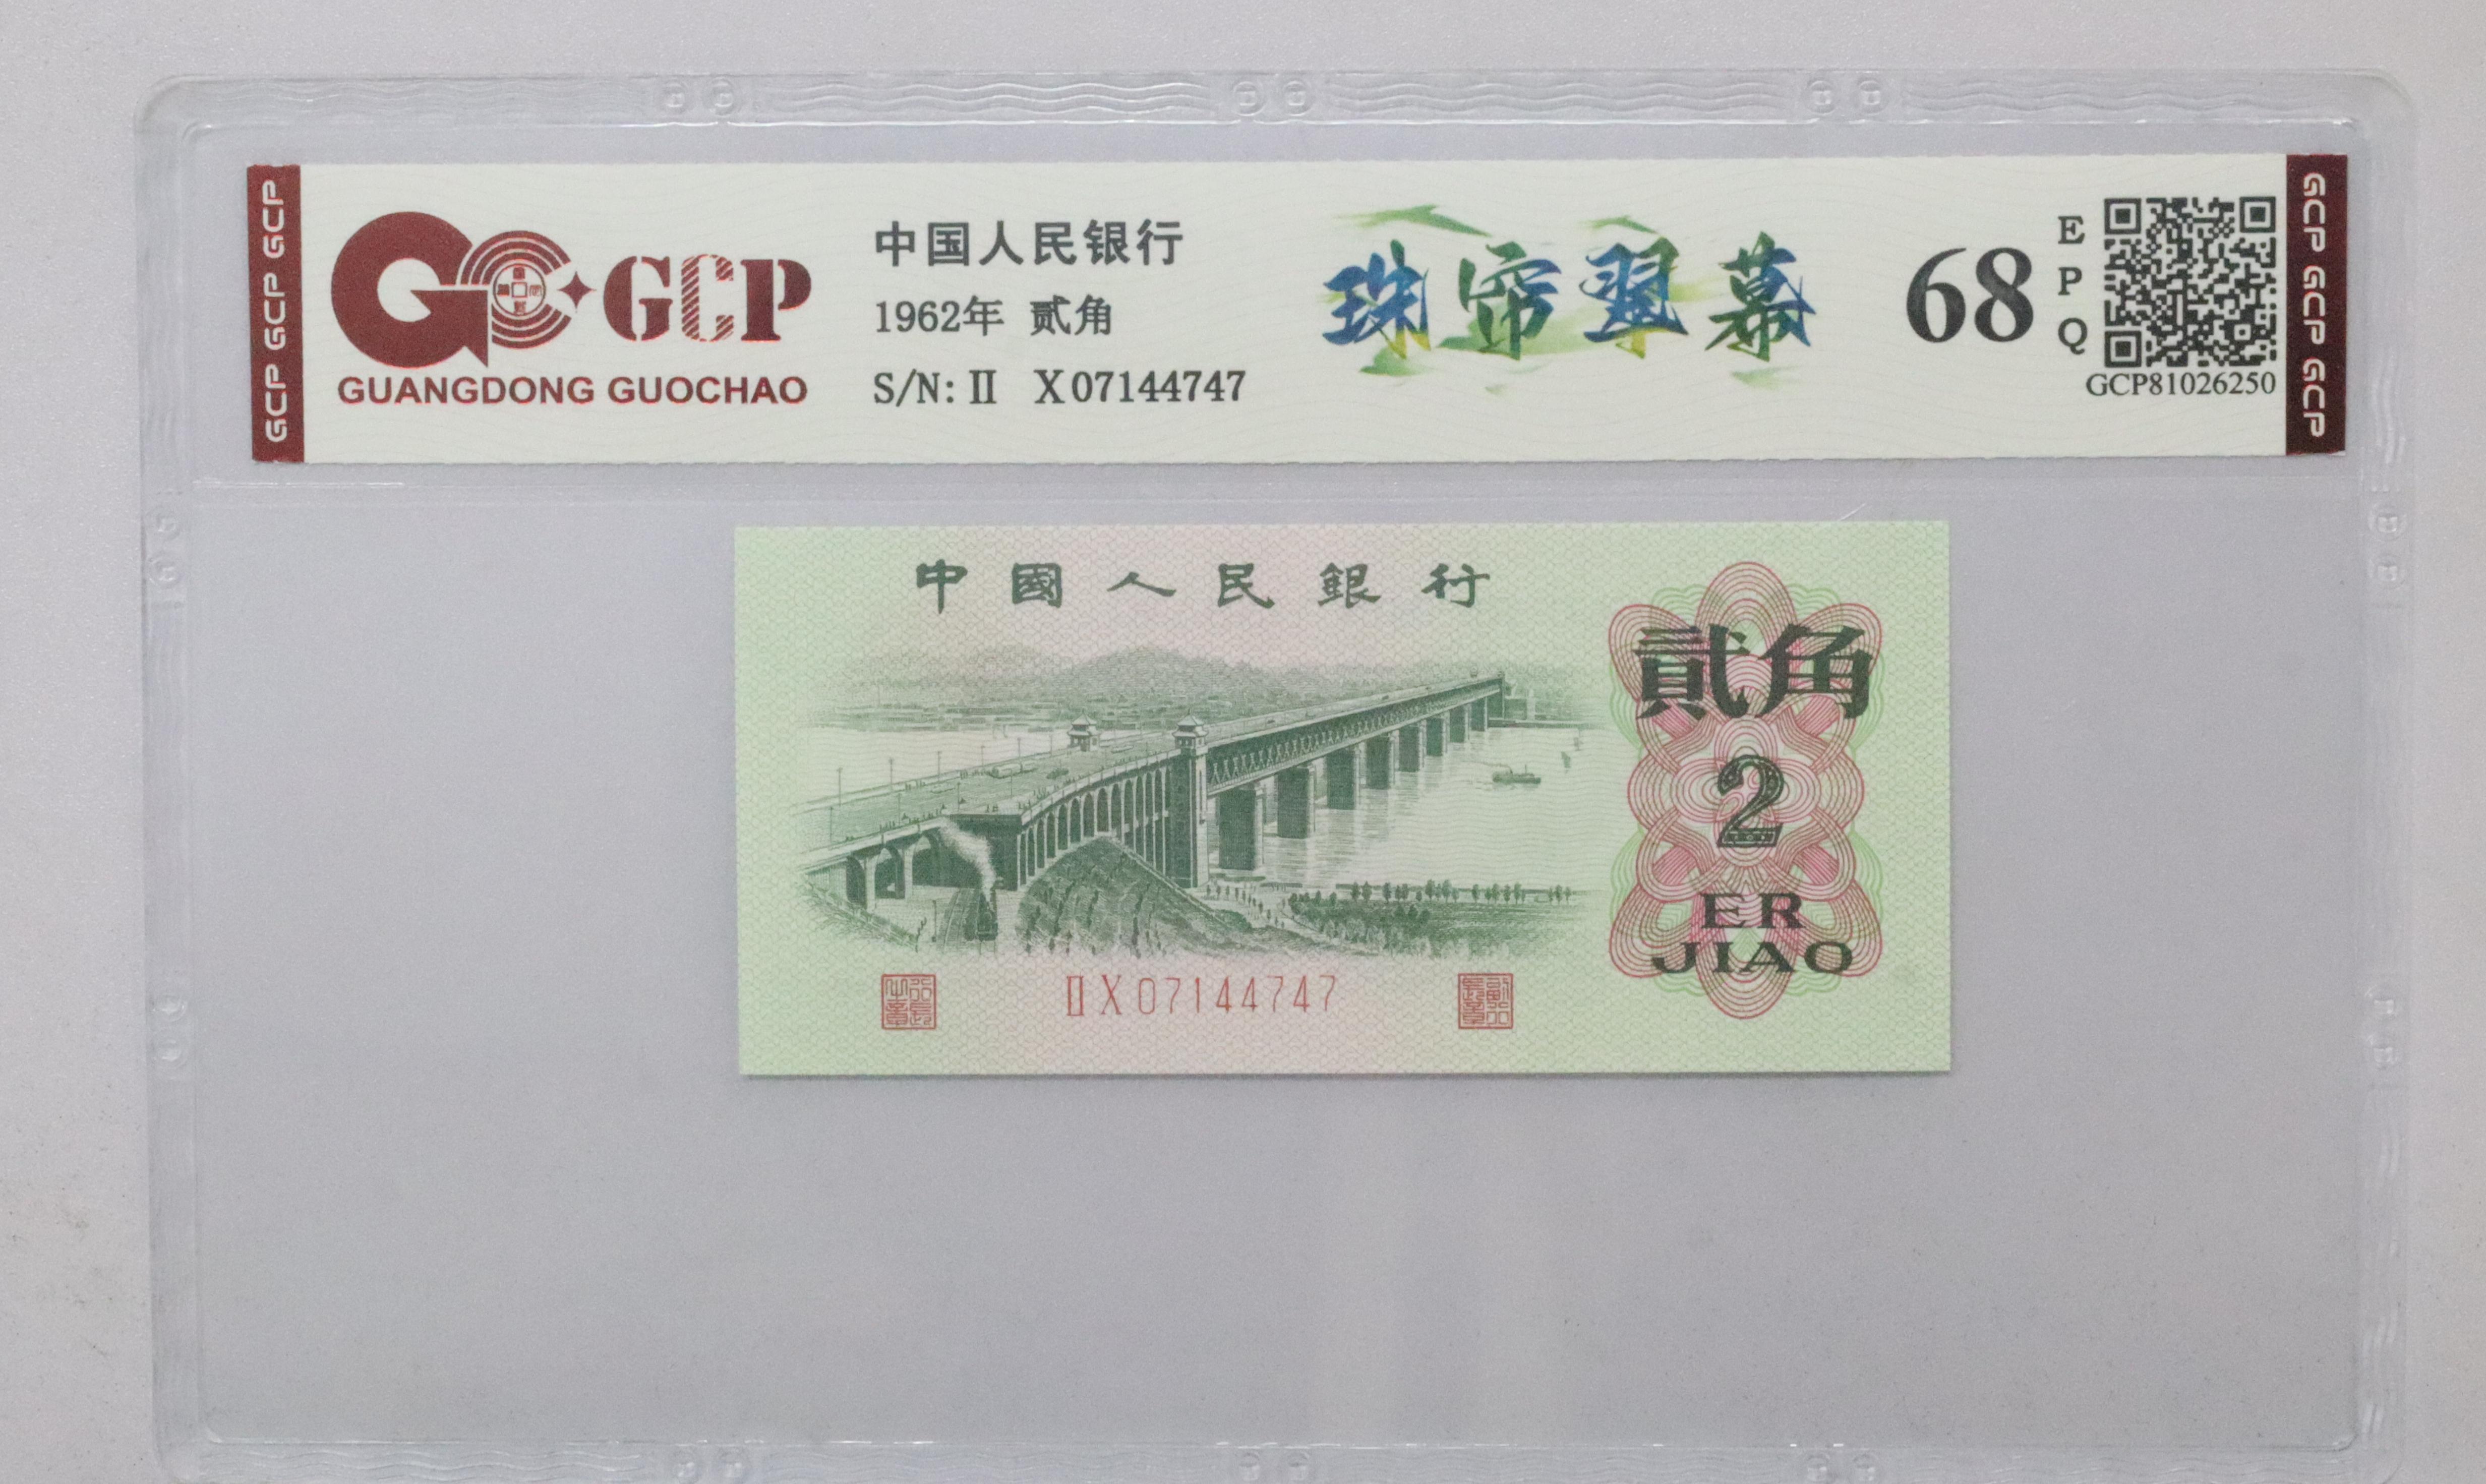 GCP GCP GCP
GCP
GUANGDONG GUOCHAO
中国人民银行
1962年 贰角
S/N: Ⅱ X07144747
珠帘翠幕
68
EPQ
GCP81026250
GCP GCP GCP
中國人民銀行
貳角
2
ER
JIAO
ⅡX07144747